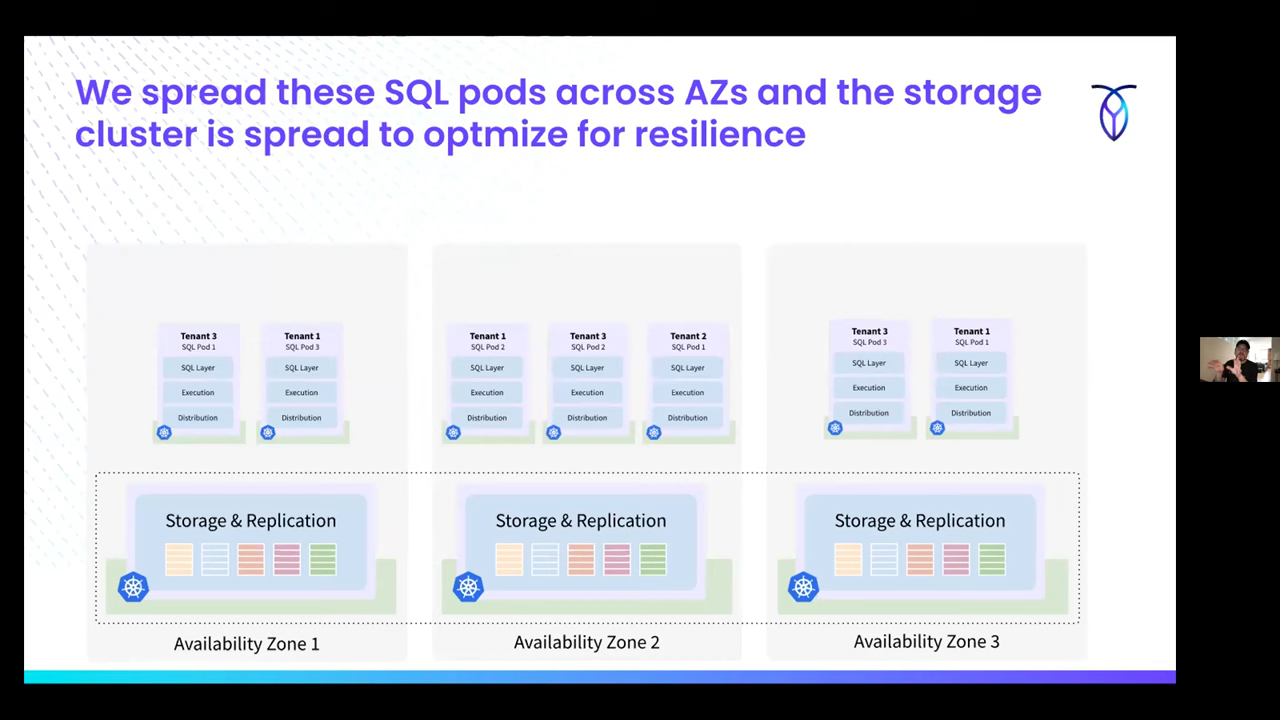 We spread these SQL pods across AZs and the storage
cluster is spread to optmize for resilience
Tenant 3
SQL Pod 1
SQL Layer
Execution
Distribution
Tenant 1
SQL Pod 3
SQL Layer
Execution
Distribution
Tenant 1
SQL Pod 2
SQL Layer
Execution
Distribution
Tenant 3
SQL Pod 2
SQL Layer
Execution
Distribution
Tenant 2
SQL Pod 1
SQL Layer
Execution
Distribution
Tenant 3
SQL Pod 3
SQL Layer
Execution
Distribution
Tenant 1
SQL Pod 1
SQL Layer
Execution
Distribution
Storage & Replication
Storage & Replication
Storage & Replication
Availability Zone 1
Availability Zone 2
Availability Zone 3